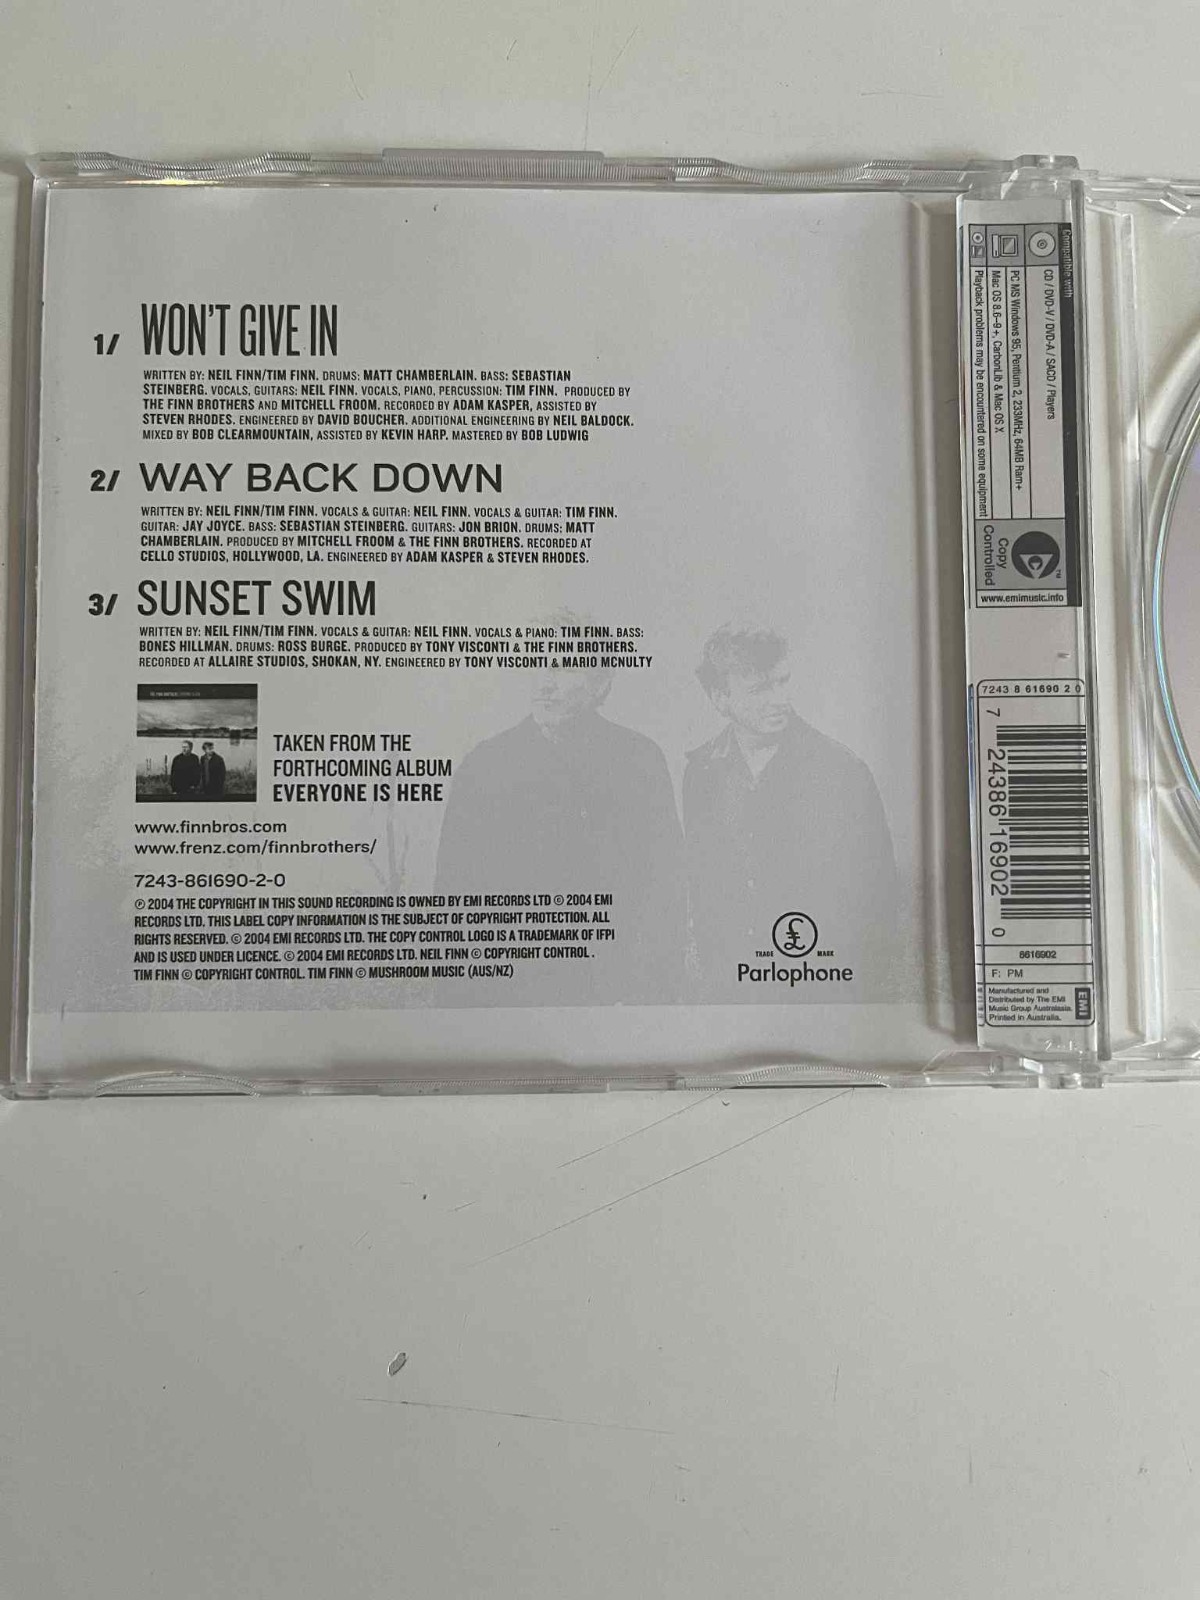 1/ WON'T GIVE IN
WRITTEN BY: NEIL FINN/TIM FINN. DRUMS: MATT CHAMBERLAIN. BASS: SEBASTIAN
STEINBERG. VOCALS, GUITARS: NEIL FINN. VOCALS, PIANO, PERCUSSION: TIM FINN. PRODUCED BY
THE FINN BROTHERS AND MITCHELL FROOM. RECORDED BY ADAM KASPER, ASSISTED BY
STEVEN RHODES. ENGINEERED BY DAVID BOUCHER. ADDITIONAL ENGINEERING BY NEIL BALDOCK.
MIXED BY BOB CLEARMOUNTAIN, ASSISTED BY KEVIN HARP. MASTERED BY BOB LUDWIG
2/ WAY BACK DOWN
WRITTEN BY: NEIL FINN/TIM FINN. VOCALS & GUITAR: NEIL FINN. VOCALS & GUITAR: TIM FINN.
GUITAR: JAY JOYCE. BASS: SEBASTIAN STEINBERG. GUITARS: JON BRION. DRUMS: MATT
CHAMBERLAIN. PRODUCED BY MITCHELL FROOM & THE FINN BROTHERS. RECORDED AT
CELLO STUDIOS, HOLLYWOOD, LA. ENGINEERED BY ADAM KASPER & STEVEN RHODES.
3/ SUNSET SWIM
WRITTEN BY: NEIL FINN/TIM FINN. VOCALS & GUITAR: NEIL FINN. VOCALS & PIANO: TIM FINN. BASS:
BONES HILLMAN. DRUMS: ROSS BURGE. PRODUCED BY TONY VISCONTI & THE FINN BROTHERS.
RECORDED AT ALLAIRE STUDIOS, SHOKAN, NY. ENGINEERED BY TONY VISCONTI & MARIO MCNULTY
TAKEN FROM THE
FORTHCOMING ALBUM
EVERYONE IS HERE
www.finnbros.com
www.frenz.com/finnbrothers/
7243-861690-2-0
℗ 2004 THE COPYRIGHT IN THIS SOUND RECORDING IS OWNED BY EMI RECORDS LTD © 2004 EMI
RECORDS LTD. THIS LABEL COPY INFORMATION IS THE SUBJECT OF COPYRIGHT PROTECTION. ALL
RIGHTS RESERVED. © 2004 EMI RECORDS LTD. THE COPY CONTROL LOGO IS A TRADEMARK OF IFPI
AND IS USED UNDER LICENCE. © 2004 EMI RECORDS LTD. NEIL FINN © COPYRIGHT CONTROL.
TIM FINN © COPYRIGHT CONTROL. TIM FINN © MUSHROOM MUSIC (AUS/NZ)
TRADE £ MARK
Parlophone
Compatible with
CD / DVD-V / DVD-A / SACD / Players
PC MS Windows 95, Pentium 2, 233MHz, 64MB Ram+
Mac OS 8.6-9+, CarbonLib & Mac OS X
Playback problems may be encountered on some equipment
Copy
Controlled
TM
www.emimusic.info
7243 8 61690 2 0
7 24386 16902 0
8616902
F: PM
Manufactured and
Distributed by The EMI
Music Group Australasia.
Printed in Australia.
EMI